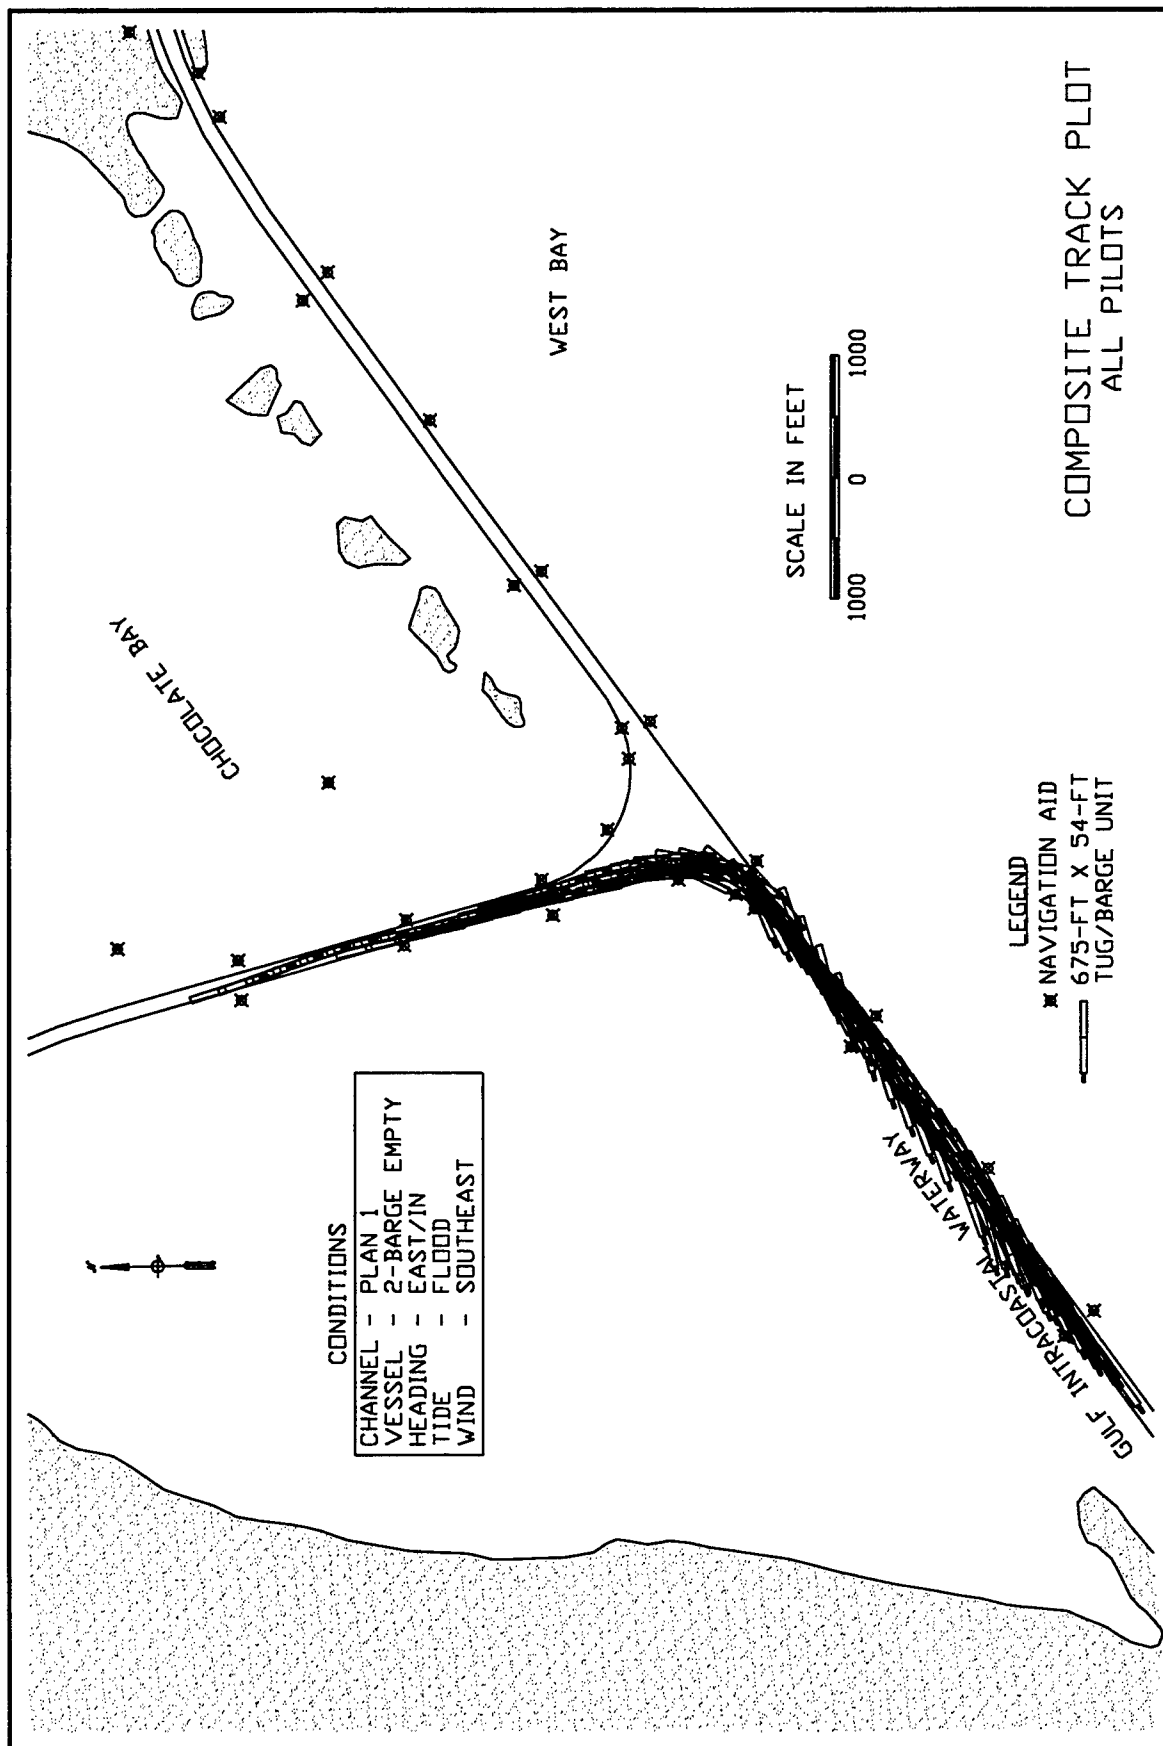 CHOCOLATE BAY
WEST BAY
CONDITIONS
CHANNEL - PLAN 1
VESSEL - 2-BARGE EMPTY
HEADING - EAST/IN
TIDE - FLOOD
WIND - SOUTHEAST
GULF INTRACOASTAL WATERWAY
SCALE IN FEET
1000 0 1000
LEGEND
NAVIGATION AID
675-FT X 54-FT
TUG/BARGE UNIT
COMPOSITE TRACK PLOT
ALL PILOTS